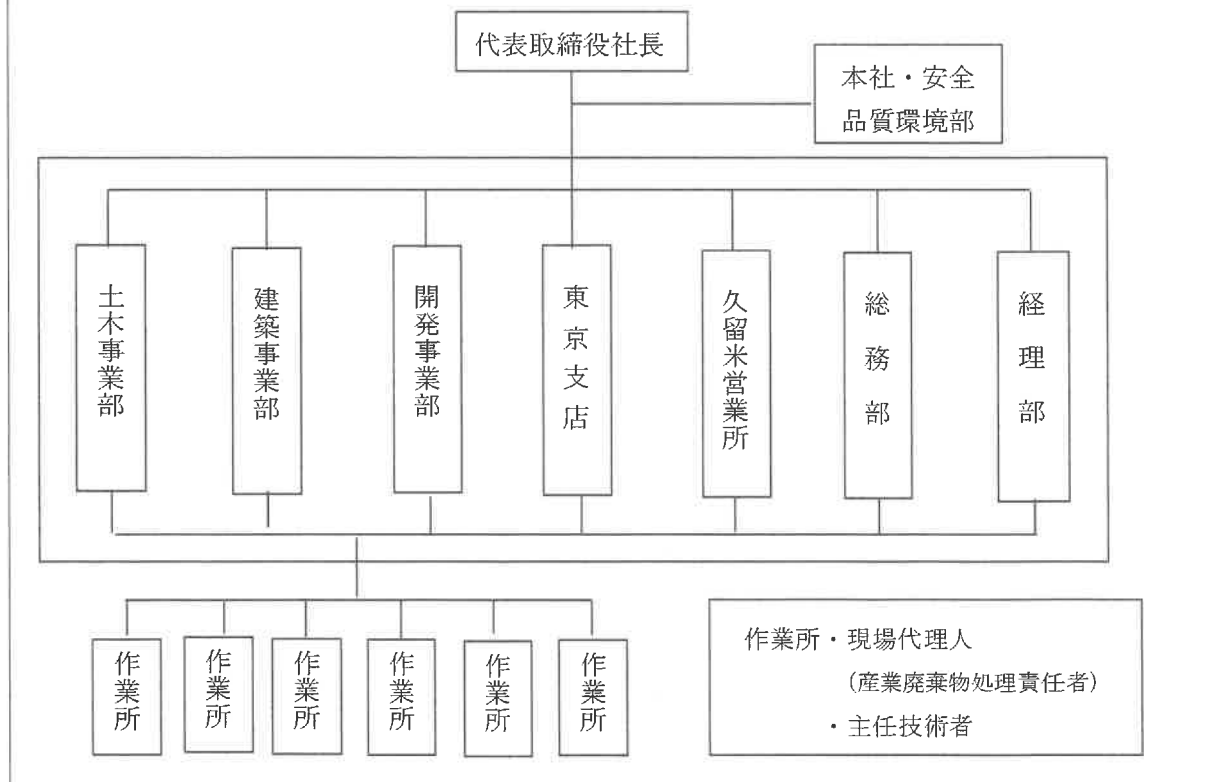 代表取締役社長
本社・安全
品質環境部
土木事業部
建築事業部
開発事業部
東京支店
久留米営業所
総務部
経理部
作業所
作業所
作業所
作業所
作業所
作業所
作業所・現場代理人
(産業廃棄物処理責任者)
・主任技術者